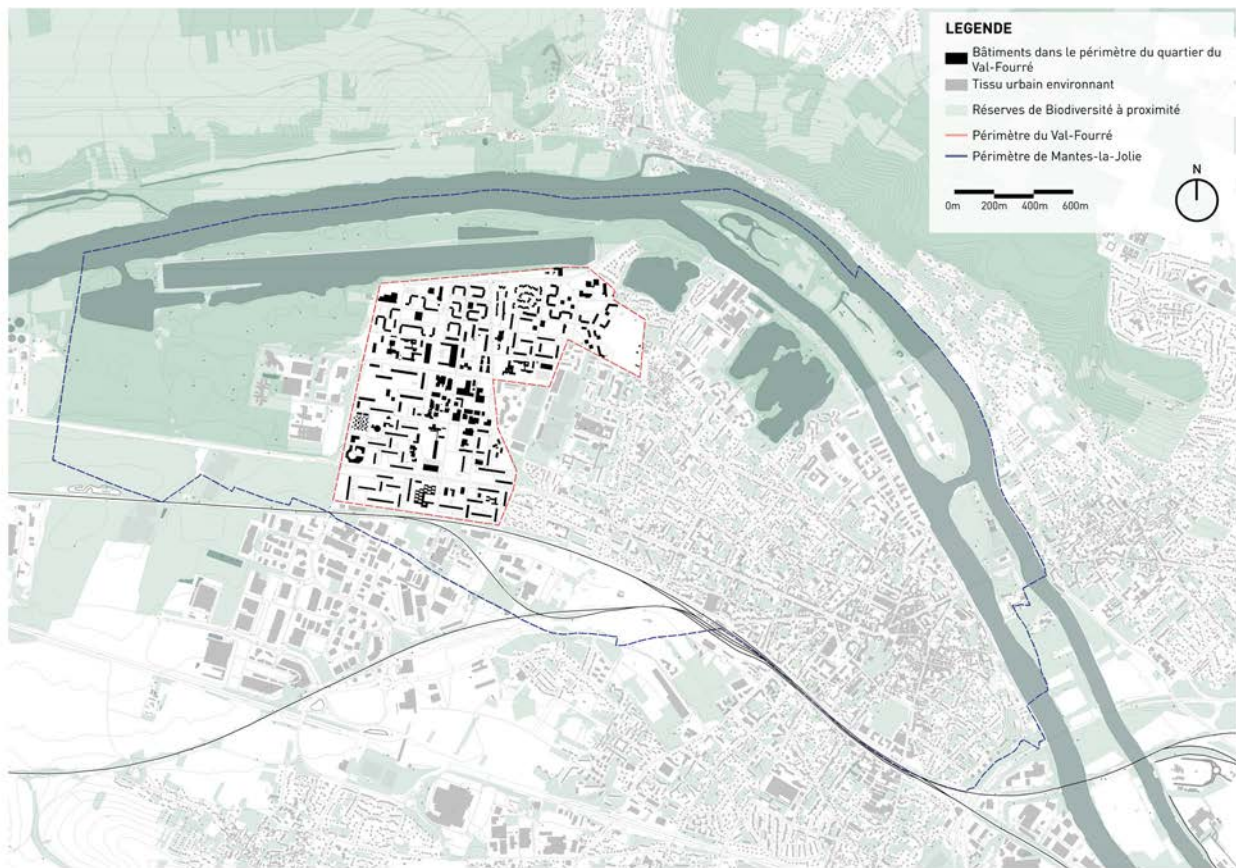 LEGENDE
Bâtiments dans le périmètre du quartier du
Val-Fourré
Tissu urbain environnant
Réserves de Biodiversité à proximité
Périmètre du Val-Fourré
Périmètre de Mantes-la-Jolie
N
0m 200m 400m 600m